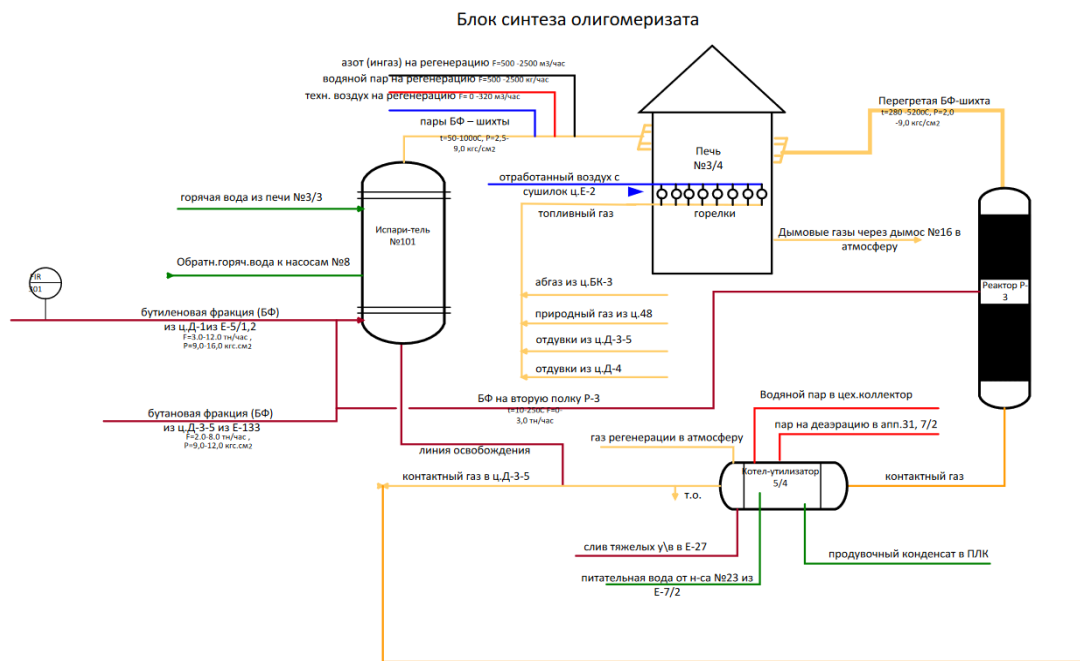 Блок синтеза олигомеризата
азот (ингаз) на регенерацию F=500 -2500 м3/час
водяной пар на регенерацию F=500 -2500 кг/час
техн. воздух на регенерацию F= 0 -320 м3/час
пары БФ – шихты
t=50-100оС, Р=2,5-
9,0 кгс/см2
Перегретая БФ-шихта
t=280 -520оС, Р=2,0
-9,0 кгс/см2
Печь
№3/4
отработанный воздух с
сушилок ц.Е-2
топливный газ
горелки
горячая вода из печи №3/3
Испари-тель
№101
Дымовые газы через дымос №16 в
атмосферу
Обратн.горяч.вода к насосам №8
FIR
301
абгаз из ц.БК-3
Реактор Р-
3
бутиленовая фракция (БФ)
из ц.Д-1из Е-5/1,2
F=3.0-12.0 тн/час ,
Р=9,0-16,0 кгс.см2
природный газ из ц.48
отдувки из ц.Д-3-5
отдувки из ц.Д-4
БФ на вторую полку Р-3
t=10-25оС F=0-
3,0 тн/час
Водяной пар в цех.коллектор
бутановая фракция (БФ)
из ц.Д-3-5 из Е-133
F=2.0-8.0 тн/час ,
Р=9,0-12,0 кгс.см2
пар на деаэрацию в апп.31, 7/2
газ регенерации в атмосферу
линия освобождения
контактный газ в ц.Д-3-5
Котел-утилизатор
5/4
контактный газ
т.о.
слив тяжелых у\в в Е-27
продувочный конденсат в ПЛК
питательная вода от н-са №23 из
Е-7/2